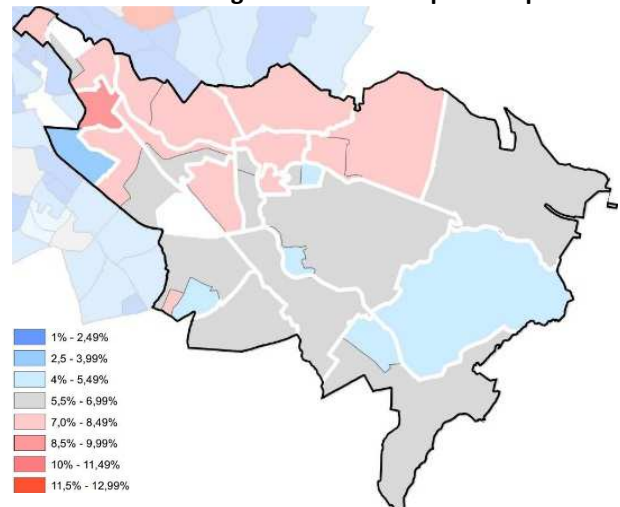 1% - 2,49%
2,5 - 3,99%
4% - 5,49%
5,5% - 6,99%
7,0% - 8,49%
8,5% - 9,99%
10% - 11,49%
11,5% - 12,99%